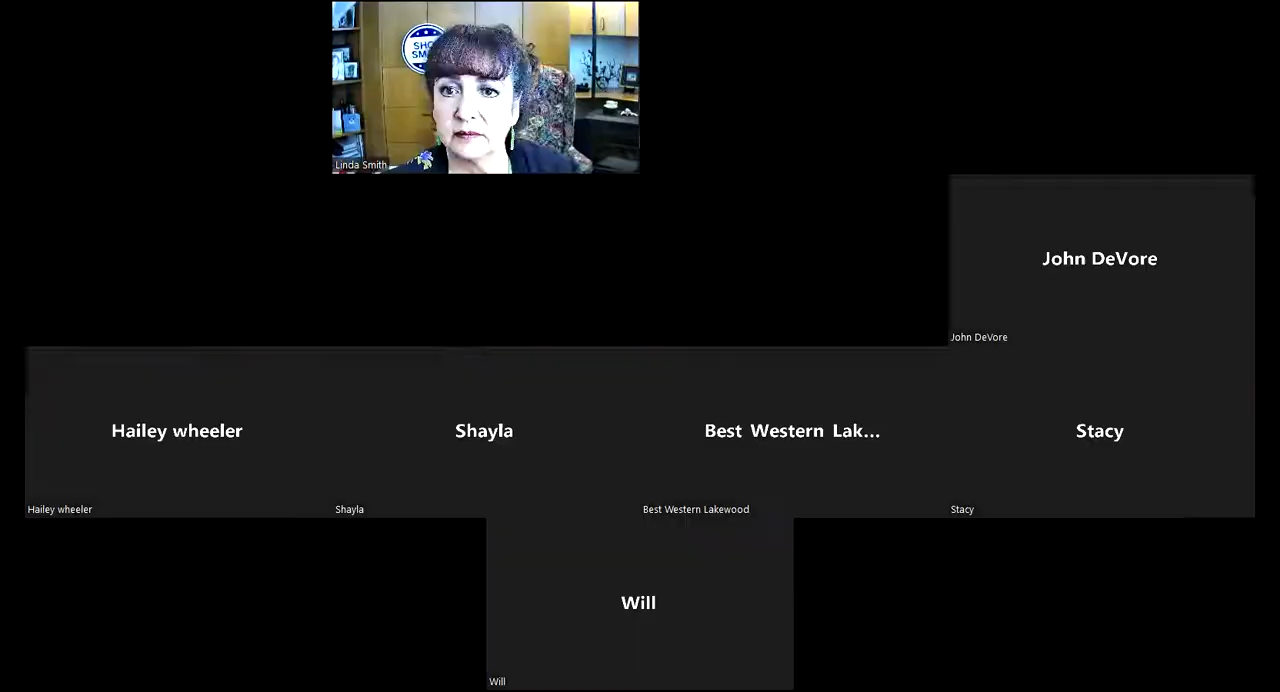 Linda Smith
John DeVore
John DeVore
Hailey wheeler
Shayla
Best Western Lak...
Stacy
Hailey wheeler
Shayla
Best Western Lakewood
Stacy
Will
Will